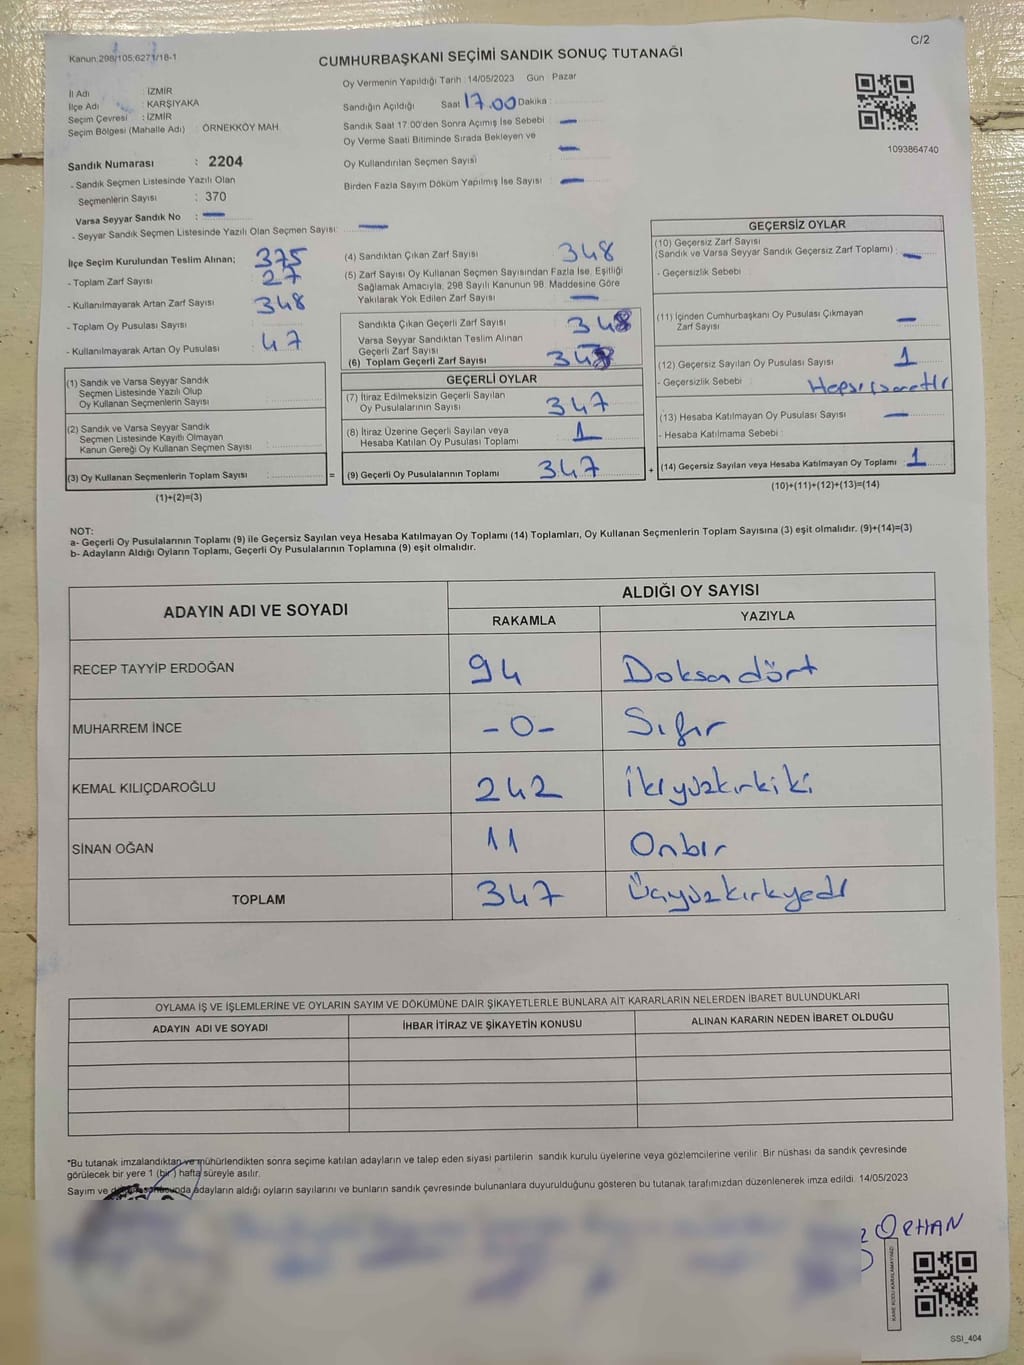 C/2
Kanun:298/105;6271/18-1
CUMHURBAŞKANI SEÇİMİ SANDIK SONUÇ TUTANAĞI
İl Adı : İZMİR
İlçe Adı : KARŞIYAKA
Seçim Çevresi : İZMİR
Seçim Bölgesi (Mahalle Adı) : ÖRNEKKÖY MAH.
Sandık Numarası : 2204
- Sandık Seçmen Listesinde Yazılı Olan
Seçmenlerin Sayısı : 370
Varsa Seyyar Sandık No : —
- Seyyar Sandık Seçmen Listesinde Yazılı Olan Seçmen Sayısı: —
Oy Vermenin Yapıldığı Tarih : 14/05/2023 Gün Pazar
Sandığın Açıldığı Saat 17.00 Dakika :
Sandık Saat 17:00'den Sonra Açımış İse Sebebi : —
Oy Verme Saati Bitiminde Sırada Bekleyen ve —
Oy Kullandırılan Seçmen Sayısı :
Birden Fazla Sayım Döküm Yapılmış İse Sayısı : —
1093864740
İlçe Seçim Kurulundan Teslim Alınan; 375
- Toplam Zarf Sayısı : 27
- Kullanılmayarak Artan Zarf Sayısı : 348
- Toplam Oy Pusulası Sayısı :
- Kullanılmayarak Artan Oy Pusulası : 47
(1) Sandık ve Varsa Seyyar Sandık
Seçmen Listesinde Yazılı Olup
Oy Kullanan Seçmenlerin Sayısı :
(2) Sandık ve Varsa Seyyar Sandık
Seçmen Listesinde Kayıtlı Olmayan
Kanun Gereği Oy Kullanan Seçmen Sayısı :
(3) Oy Kullanan Seçmenlerin Toplam Sayısı : =
(1)+(2)=(3)
(4) Sandıktan Çıkan Zarf Sayısı : 348
(5) Zarf Sayısı Oy Kullanan Seçmen Sayısından Fazla İse, Eşitliği
Sağlamak Amacıyla; 298 Sayılı Kanunun 98. Maddesine Göre
Yakılarak Yok Edilen Zarf Sayısı : —
Sandıkta Çıkan Geçerli Zarf Sayısı : 348
Varsa Seyyar Sandıktan Teslim Alınan
Geçerli Zarf Sayısı : —
(6) Toplam Geçerli Zarf Sayısı : 348
GEÇERLİ OYLAR
(7) İtiraz Edilmeksizin Geçerli Sayılan
Oy Pusulalarının Sayısı : 347
(8) İtiraz Üzerine Geçerli Sayılan veya
Hesaba Katılan Oy Pusulası Toplamı : 1
(9) Geçerli Oy Pusulalarının Toplamı : 347 +
GEÇERSİZ OYLAR
(10) Geçersiz Zarf Sayısı
(Sandık ve Varsa Seyyar Sandık Geçersiz Zarf Toplamı) : —
- Geçersizlik Sebebi :
(11) İçinden Cumhurbaşkanı Oy Pusulası Çıkmayan
Zarf Sayısı : —
(12) Geçersiz Sayılan Oy Pusulası Sayısı : 1
- Geçersizlik Sebebi :
(13) Hesaba Katılmayan Oy Pusulası Sayısı : —
- Hesaba Katılmama Sebebi :
(14) Geçersiz Sayılan veya Hesaba Katılmayan Oy Toplamı : 1
(10)+(11)+(12)+(13)=(14)
NOT:
a- Geçerli Oy Pusulalarının Toplamı (9) ile Geçersiz Sayılan veya Hesaba Katılmayan Oy Toplamı (14) Toplamları, Oy Kullanan Seçmenlerin Toplam Sayısına (3) eşit olmalıdır. (9)+(14)=(3)
b- Adayların Aldığı Oyların Toplamı, Geçerli Oy Pusulalarının Toplamına (9) eşit olmalıdır.
ADAYIN ADI VE SOYADI
ALDIĞI OY SAYISI
RAKAMLA YAZIYLA
RECEP TAYYİP ERDOĞAN 94 Doksandört
MUHARREM İNCE -0- Sıfır
KEMAL KILIÇDAROĞLU 242 İkiyüzkırkiki
SİNAN OĞAN 11 Onbir
TOPLAM 347 Üçyüzkırkyedi
OYLAMA İŞ VE İŞLEMLERİNE VE OYLARIN SAYIM VE DÖKÜMÜNE DAİR ŞİKAYETLERLE BUNLARA AİT KARARLARIN NELERDEN İBARET BULUNDUKLARI
ADAYIN ADI VE SOYADI İHBAR İTİRAZ VE ŞİKAYETİN KONUSU ALINAN KARARIN NEDEN İBARET OLDUĞU
*Bu tutanak imzalandıktan ve mühürlendikten sonra seçime katılan adayların ve talep eden siyasi partilerin sandık kurulu üyelerine veya gözlemcilerine verilir. Bir nüshası da sandık çevresinde
görülecek bir yere 1 (bir) hafta süreyle asılır.
Sayım ve adayların aldığı oyların sayılarını ve bunların sandık çevresinde bulunanlara duyurulduğunu gösteren bu tutanak tarafımızdan düzenlenerek imza edildi. 14/05/2023
ORHAN
KARE KODU KARALAMAYINIZ!
SSI_404